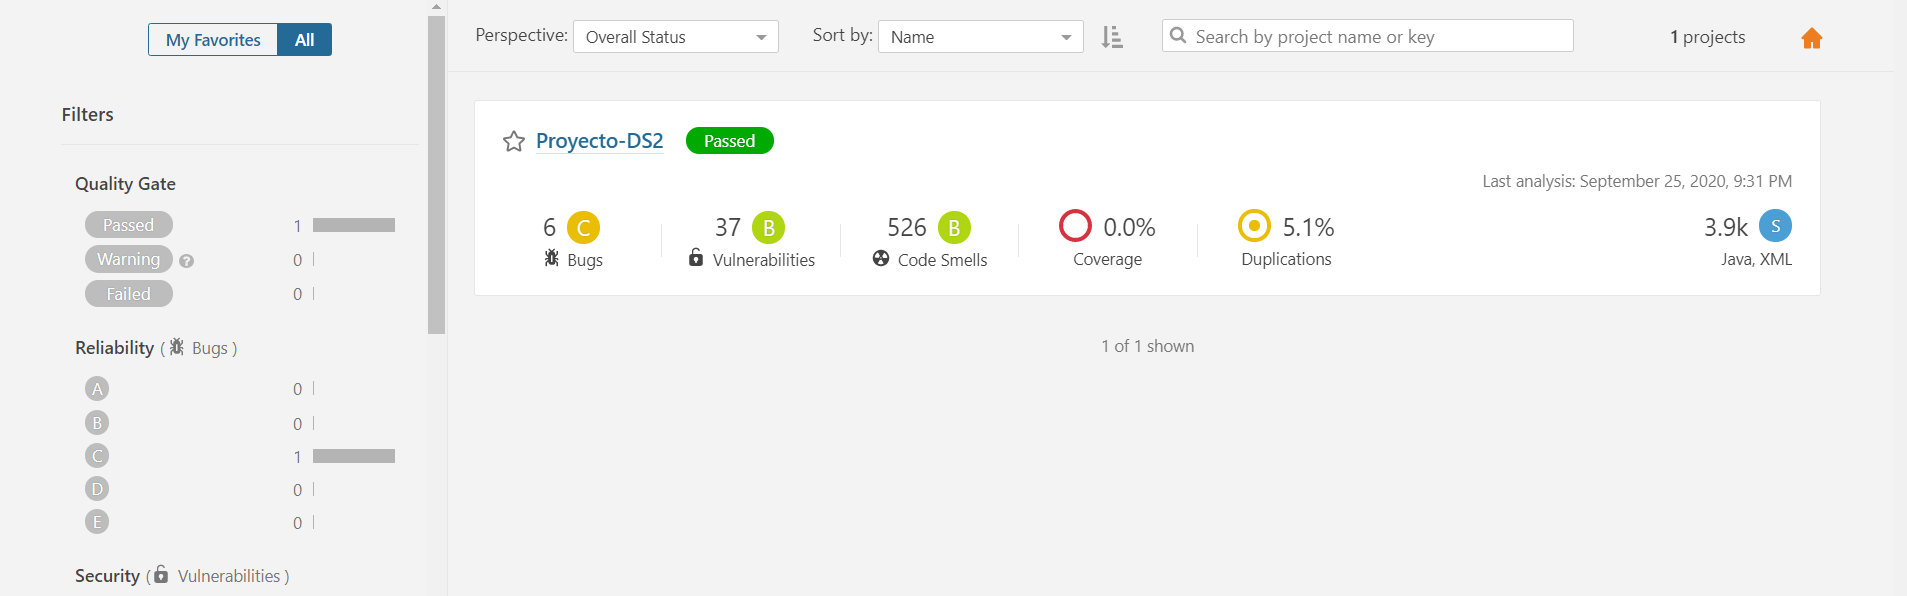 My Favorites All
Filters
Quality Gate
Passed 1
Warning ? 0
Failed 0
Reliability ( Bugs )
A 0
B 0
C 1
D 0
E 0
Security ( Vulnerabilities )
Perspective: Overall Status Sort by: Name Search by project name or key 1 projects
Proyecto-DS2 Passed
Last analysis: September 25, 2020, 9:31 PM
6 C 37 B 526 B 0.0% 5.1% 3.9k S
Bugs Vulnerabilities Code Smells Coverage Duplications Java, XML
1 of 1 shown